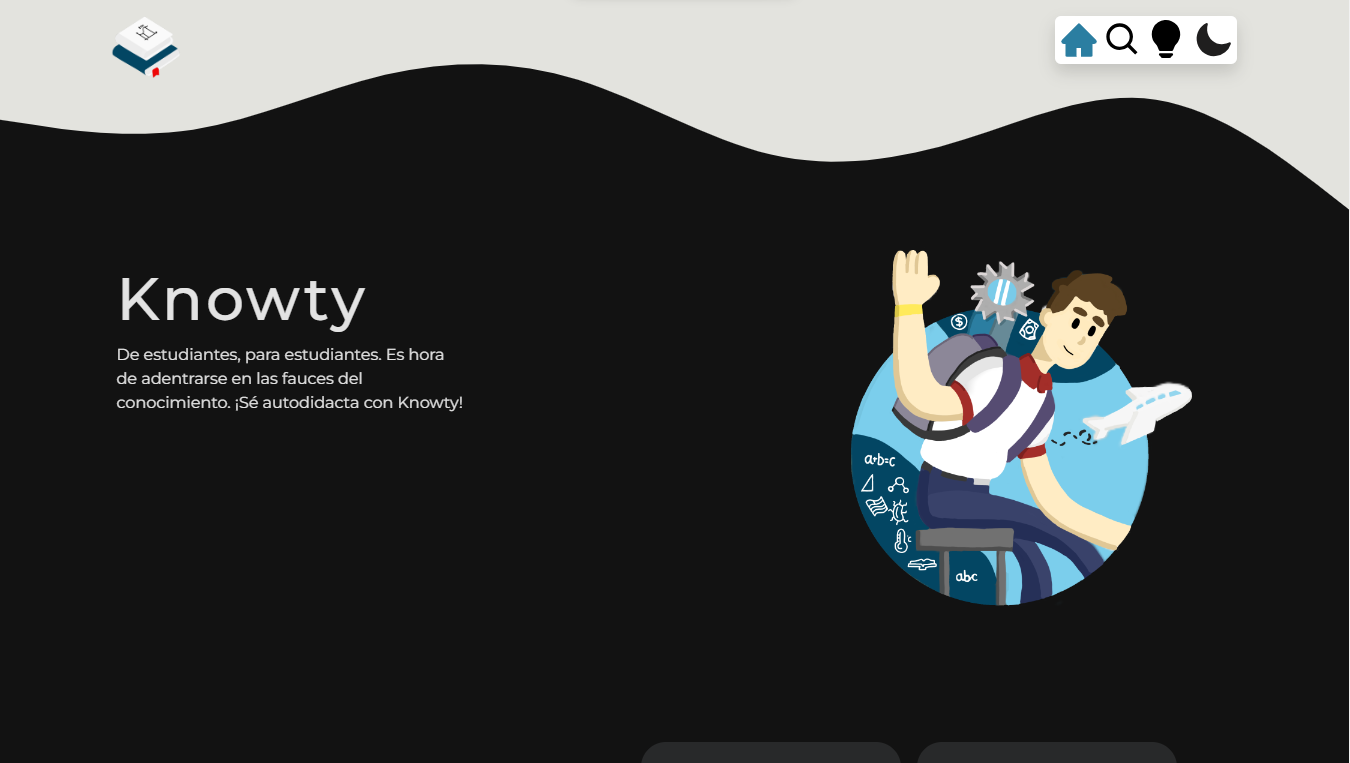 Knowty
De estudiantes, para estudiantes. Es hora
de adentrarse en las fauces del
conocimiento. ¡Sé autodidacta con Knowty!
$
a+b=c
c
abc